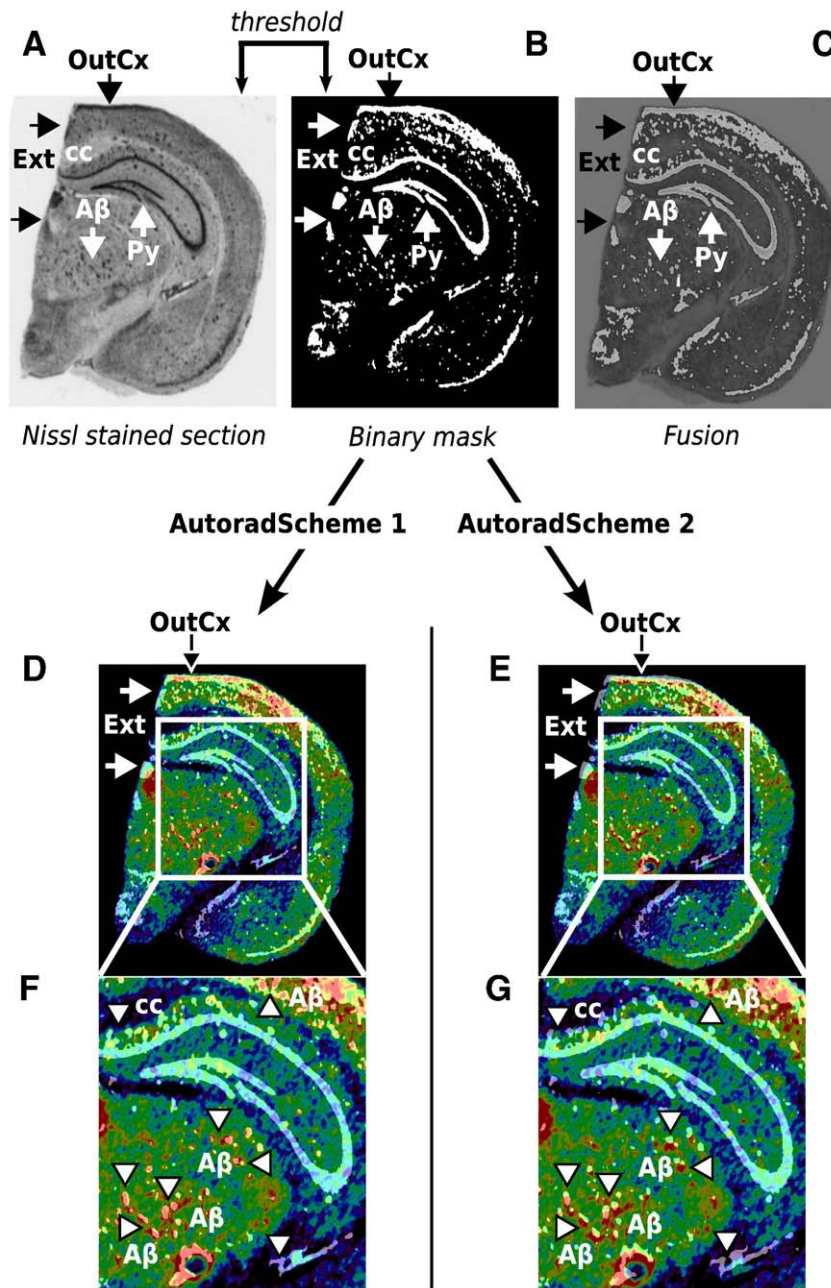 threshold
A
B
C
OutCx
OutCx
OutCx
Ext
cc
Ext
cc
Ext
cc
Aβ
Py
Aβ
Py
Aβ
Py
Nissl stained section
Binary mask
Fusion
AutoradScheme 1
AutoradScheme 2
OutCx
OutCx
D
E
Ext
Ext
F
cc
Aβ
Aβ
Aβ
Aβ
G
cc
Aβ
Aβ
Aβ
Aβ